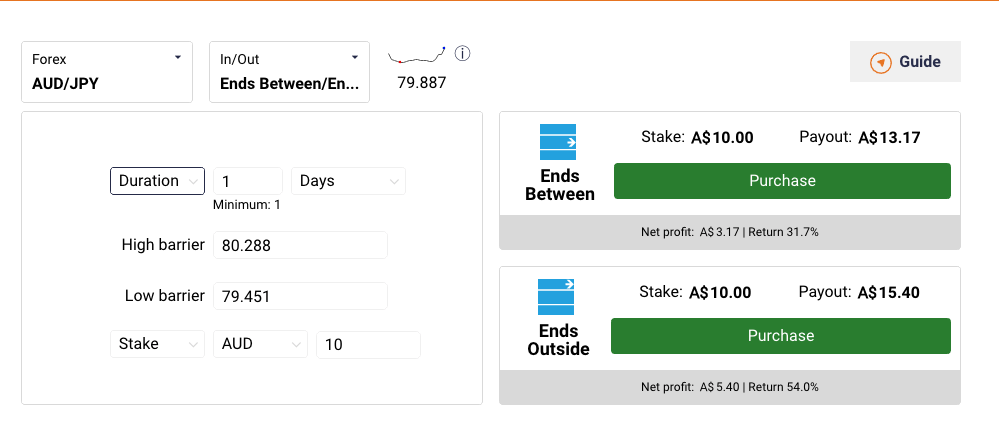 Forex
AUD/JPY
In/Out
Ends Between/En...
79.887
Guide
Duration
1
Days
Minimum: 1
High barrier
80.288
Low barrier
79.451
Stake
AUD
10
Ends
Between
Stake: A$10.00
Payout: A$13.17
Purchase
Net profit: A$3.17 | Return 31.7%
Ends
Outside
Stake: A$10.00
Payout: A$15.40
Purchase
Net profit: A$5.40 | Return 54.0%